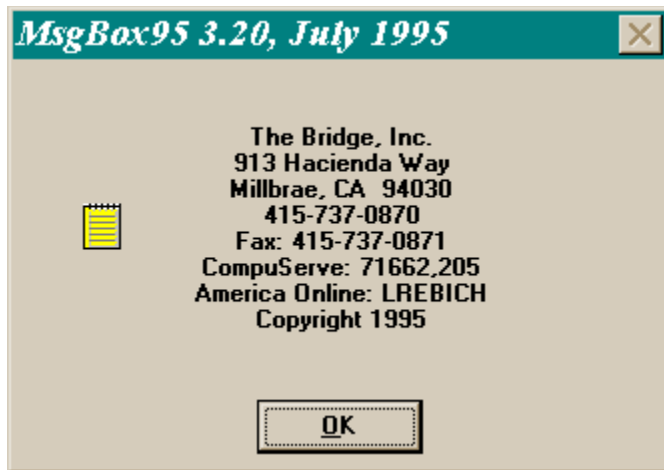 MsgBox95 3.20, July 1995
The Bridge, Inc.
913 Hacienda Way
Millbrae, CA  94030
415-737-0870
Fax: 415-737-0871
CompuServe: 71662,205
America Online: LREBICH
Copyright 1995
OK